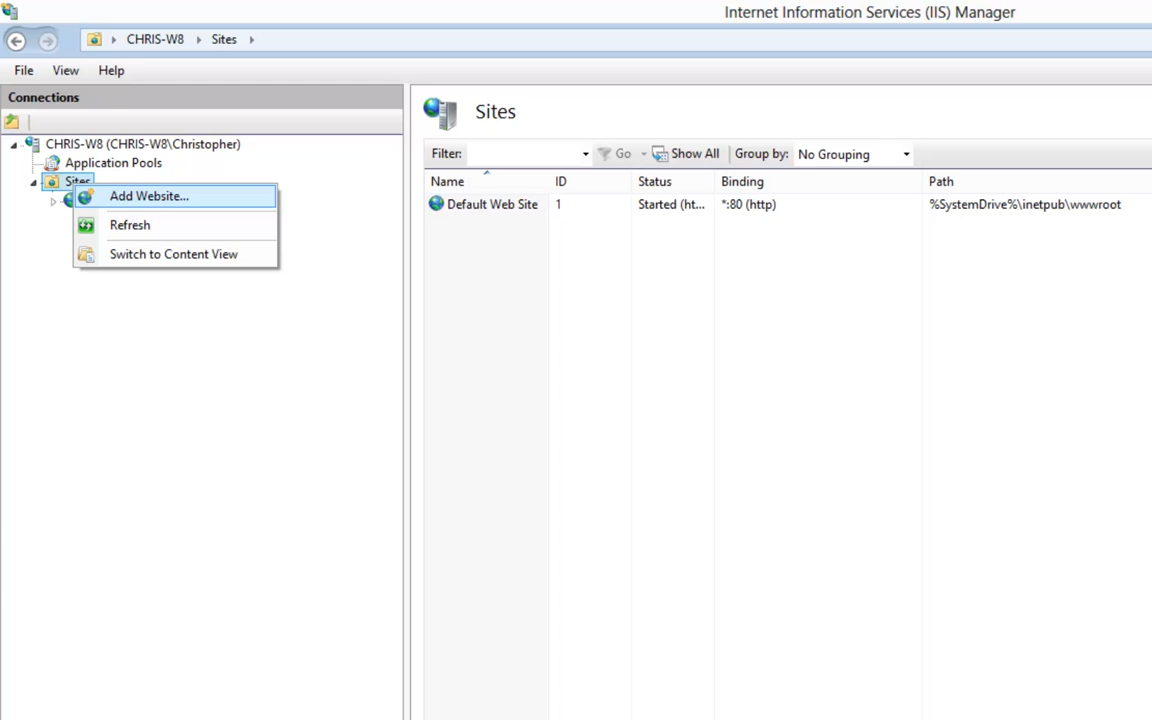 Internet Information Services (IIS) Manager
CHRIS-W8 Sites
File View Help
Connections
CHRIS-W8 (CHRIS-W8\Christopher)
Application Pools
Sites
Add Website...
Refresh
Switch to Content View
Sites
Filter: Go Show All Group by: No Grouping
Name ID Status Binding Path
Default Web Site 1 Started (ht... *:80 (http) %SystemDrive%\inetpub\wwwroot